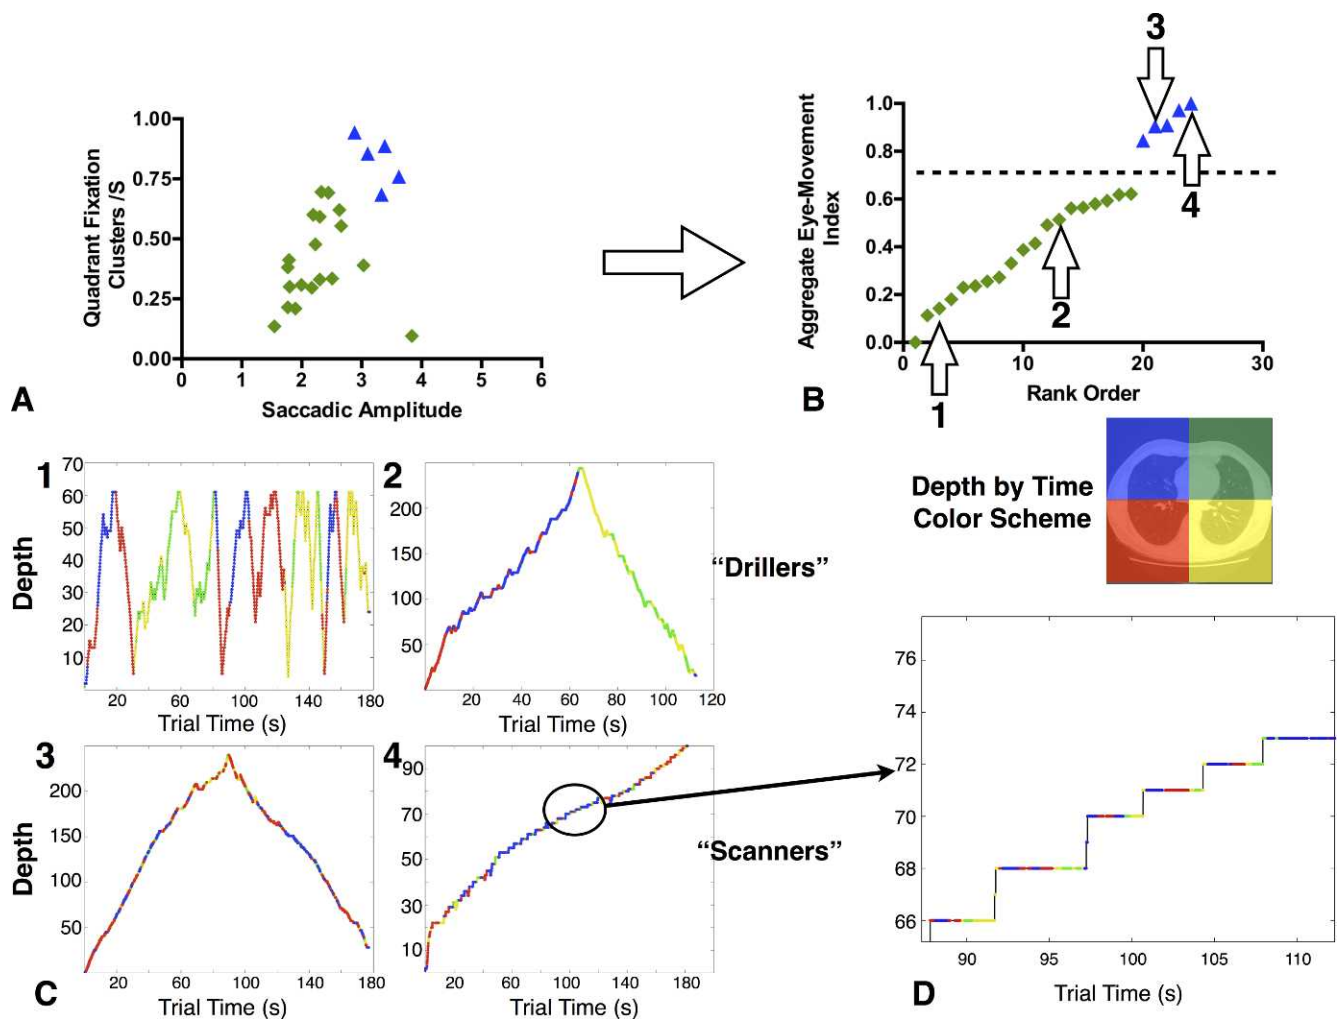 Quadrant Fixation
Clusters /S
1.00
0.75
0.50
0.25
0.00
0 1 2 3 4 5 6
Saccadic Amplitude
A
3
Aggregate Eye-Movement
Index
1.0
0.8
0.6
0.4
0.2
0.0
4
2
1
0 10 20 30
Rank Order
B
Depth by Time
Color Scheme
1
Depth
70
60
50
40
30
20
10
20 60 100 140 180
Trial Time (s)
2
200
150
100
50
20 40 60 80 100 120
Trial Time (s)
“Drillers”
3
Depth
200
150
100
50
20 60 100 140 180
Trial Time (s)
C
4
90
70
50
30
10
20 60 100 140 180
Trial Time (s)
“Scanners”
76
74
72
70
68
66
90 95 100 105 110
Trial Time (s)
D